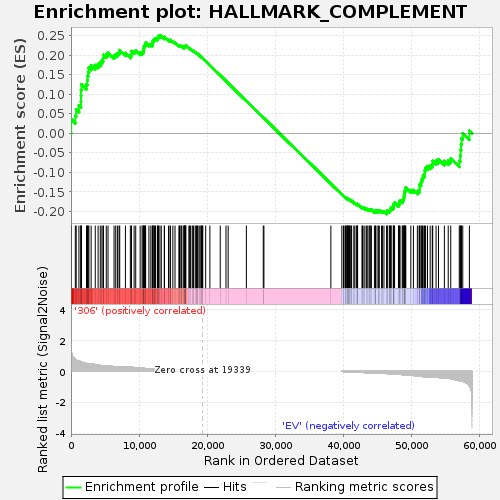 Enrichment plot: HALLMARK_COMPLEMENT
Enrichment score (ES)
0.25
0.20
0.15
0.10
0.05
0.00
-0.05
-0.10
-0.15
-0.20
'306' (positively correlated)
Ranked list metric (Signal2Noise)
4
2
0
-2
-4
Zero cross at 19339
'EV' (negatively correlated)
0
10,000
20,000
30,000
40,000
50,000
60,000
Rank in Ordered Dataset
Enrichment profile
Hits
Ranking metric scores